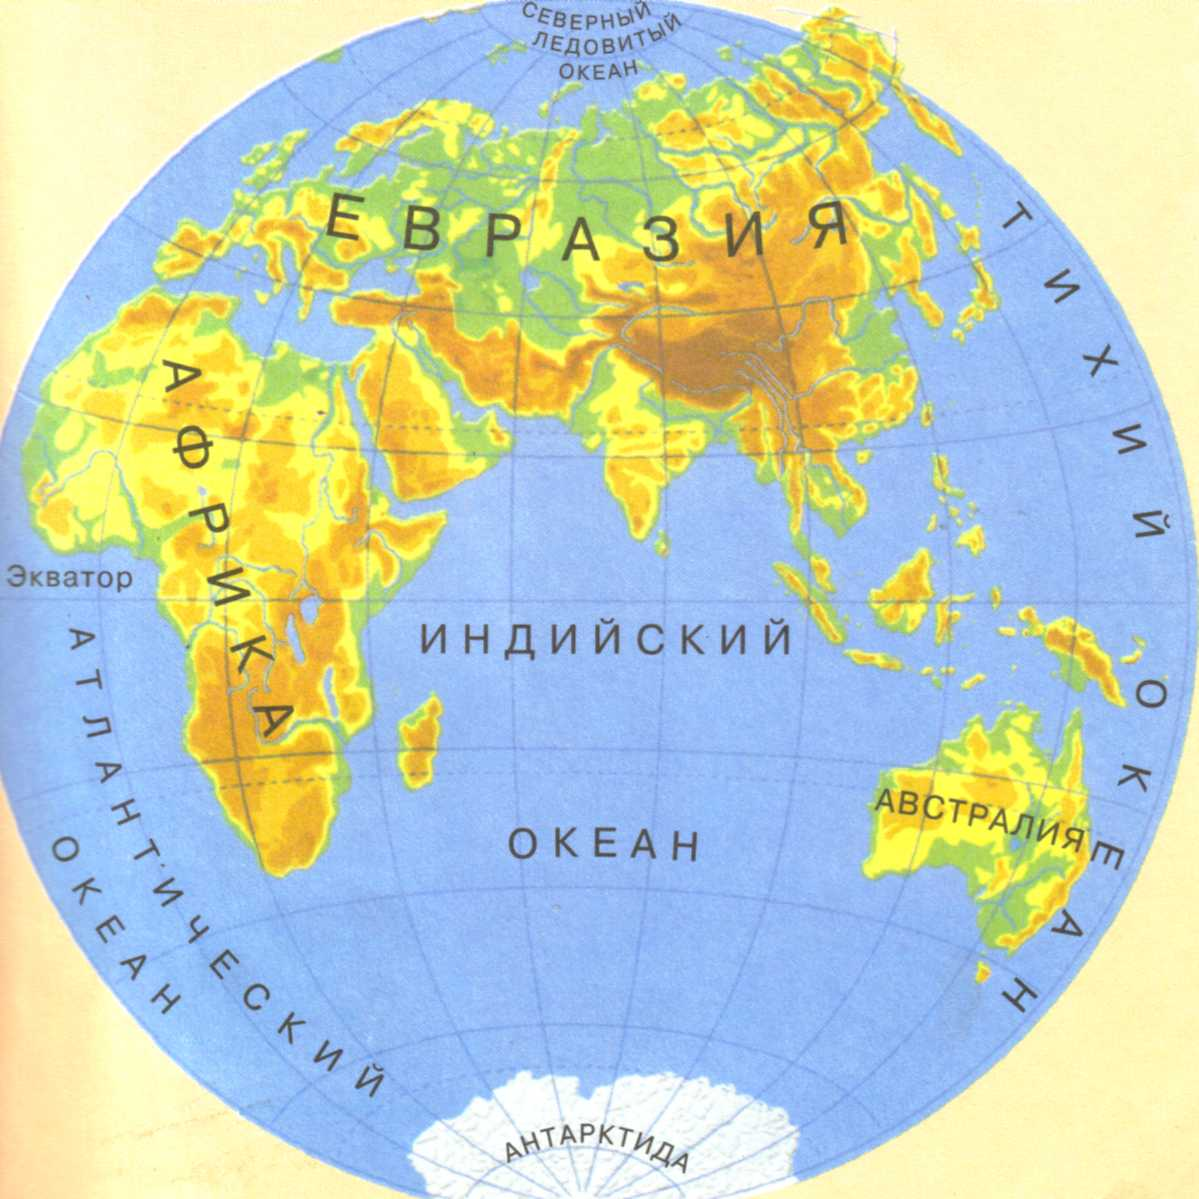 СЕВЕРНЫЙ
ЛЕДОВИТЫЙ
ОКЕАН
ЕВРАЗИЯ
ТИХИЙ ОКЕАН
АФРИКА
Экватор
ИНДИЙСКИЙ
ОКЕАН
АТЛАНТИЧЕСКИЙ
ОКЕАН
АВСТРАЛИЯ
АНТАРКТИДА